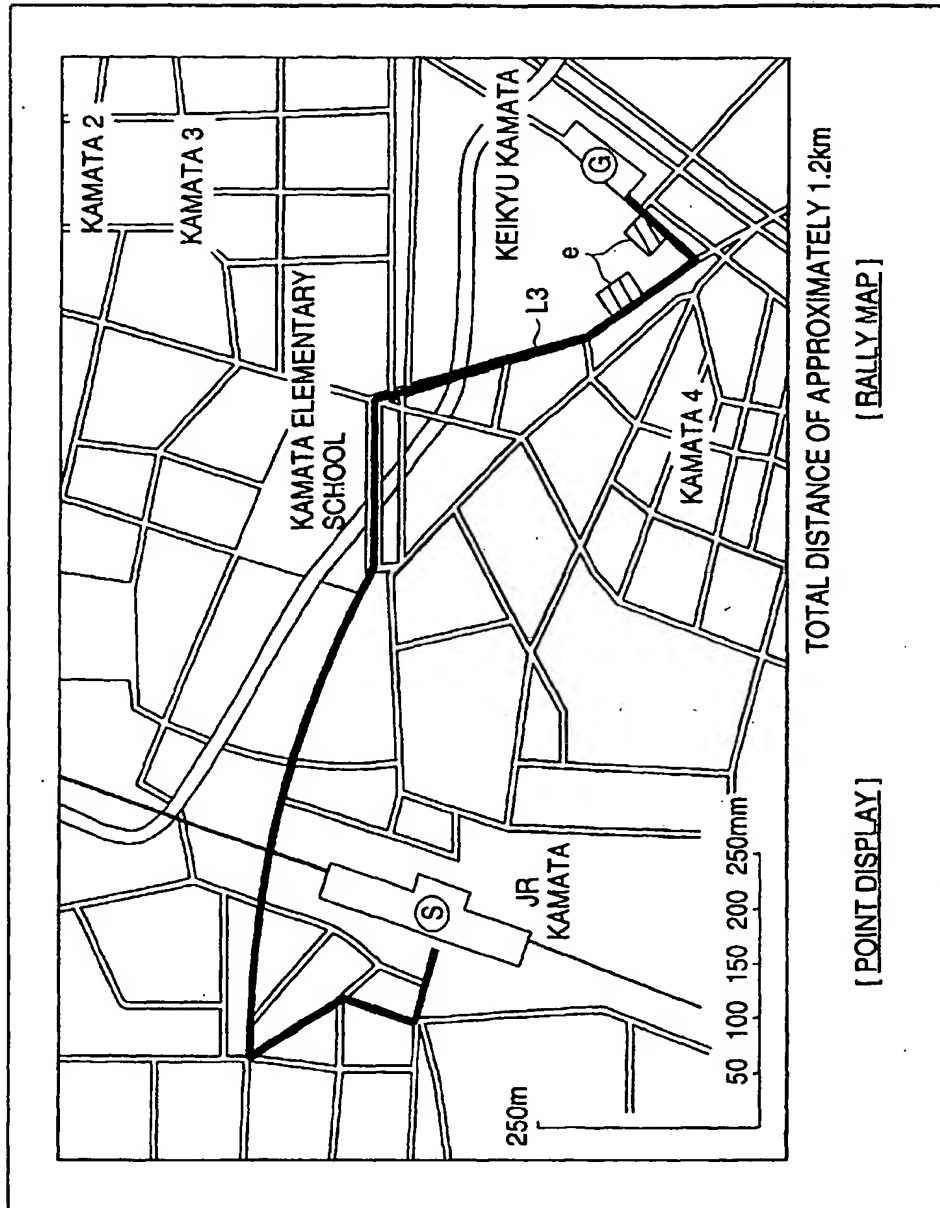 KAMATA 2
KAMATA 3
KAMATA ELEMENTARY
SCHOOL
KEIKYU KAMATA
G
e
L3
KAMATA 4
S
JR
KAMATA
250m
50 100 150 200 250mm
TOTAL DISTANCE OF APPROXIMATELY 1.2km
[POINT DISPLAY]
[RALLY MAP]